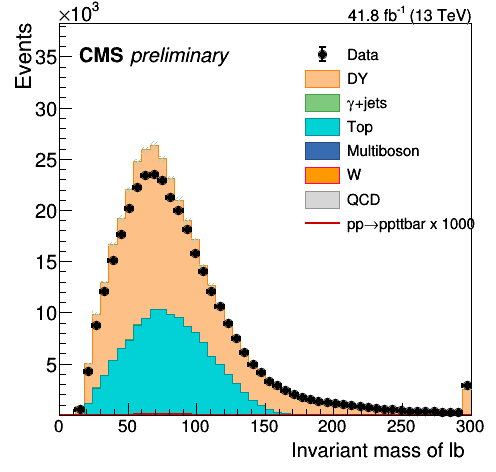 ×10³
41.8 fb⁻¹ (13 TeV)
Events
CMS preliminary
Data
DY
γ+jets
Top
Multiboson
W
QCD
pp→ppttbar x 1000
35
30
25
20
15
10
5
0 50 100 150 200 250 300
Invariant mass of lb